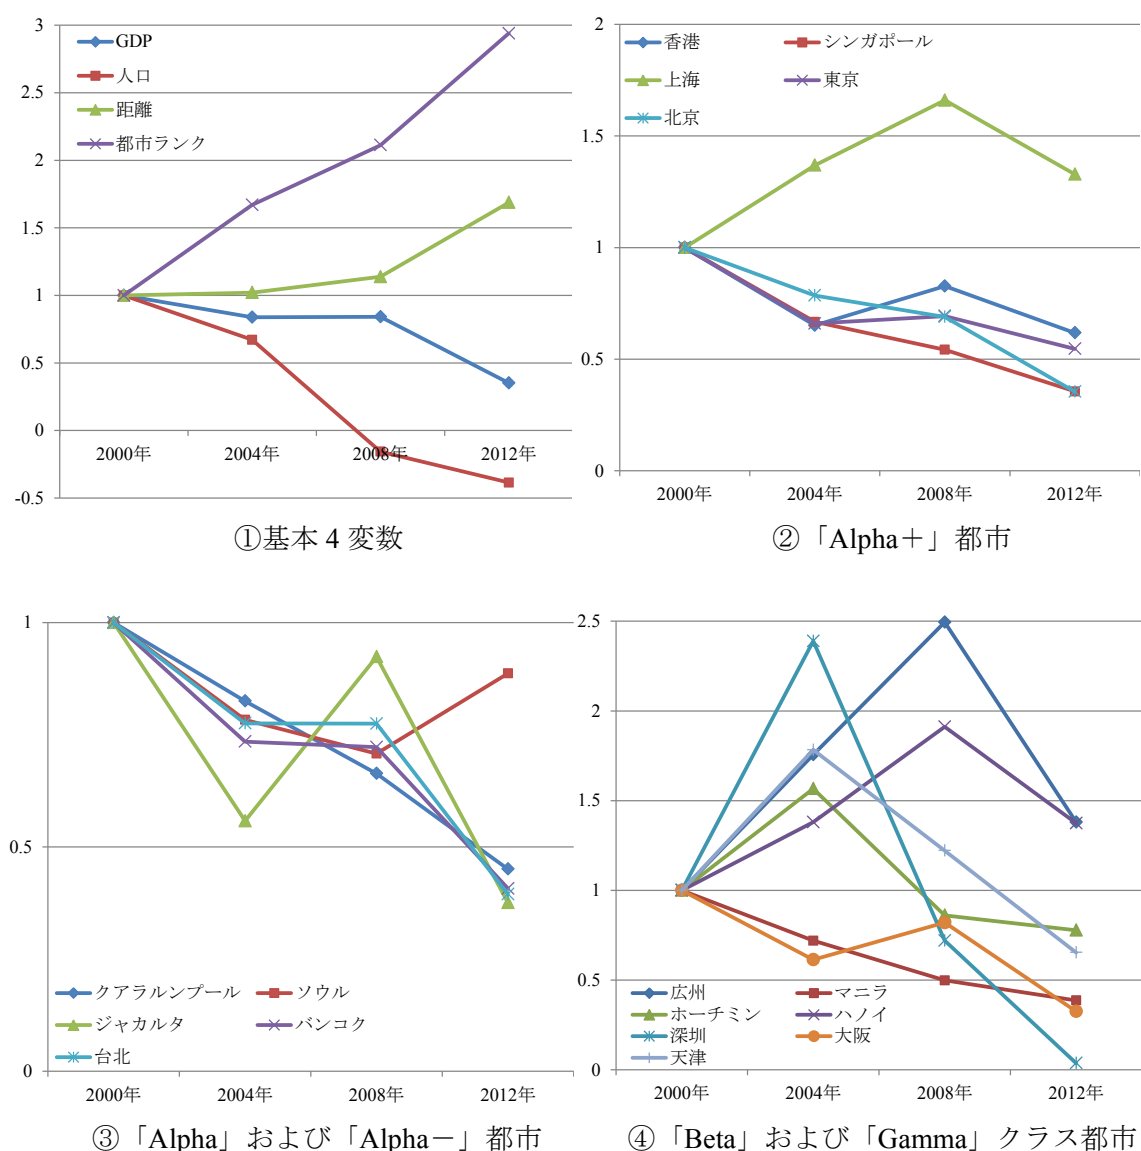 3
2.5
2
1.5
1
0.5
0
-0.5
GDP
人口
距離
都市ランク
2000年 2004年 2008年 2012年
①基本 4 変数
2
1.5
1
0.5
0
香港 シンガポール
上海 東京
北京
2000年 2004年 2008年 2012年
②「Alpha＋」都市
1
0.5
0
クアラルンプール ソウル
ジャカルタ バンコク
台北
2000年 2004年 2008年 2012年
③「Alpha」および「Alpha－」都市
2.5
2
1.5
1
0.5
0
広州 マニラ
ホーチミン ハノイ
深圳 大阪
天津
2000年 2004年 2008年 2012年
④「Beta」および「Gamma」クラス都市